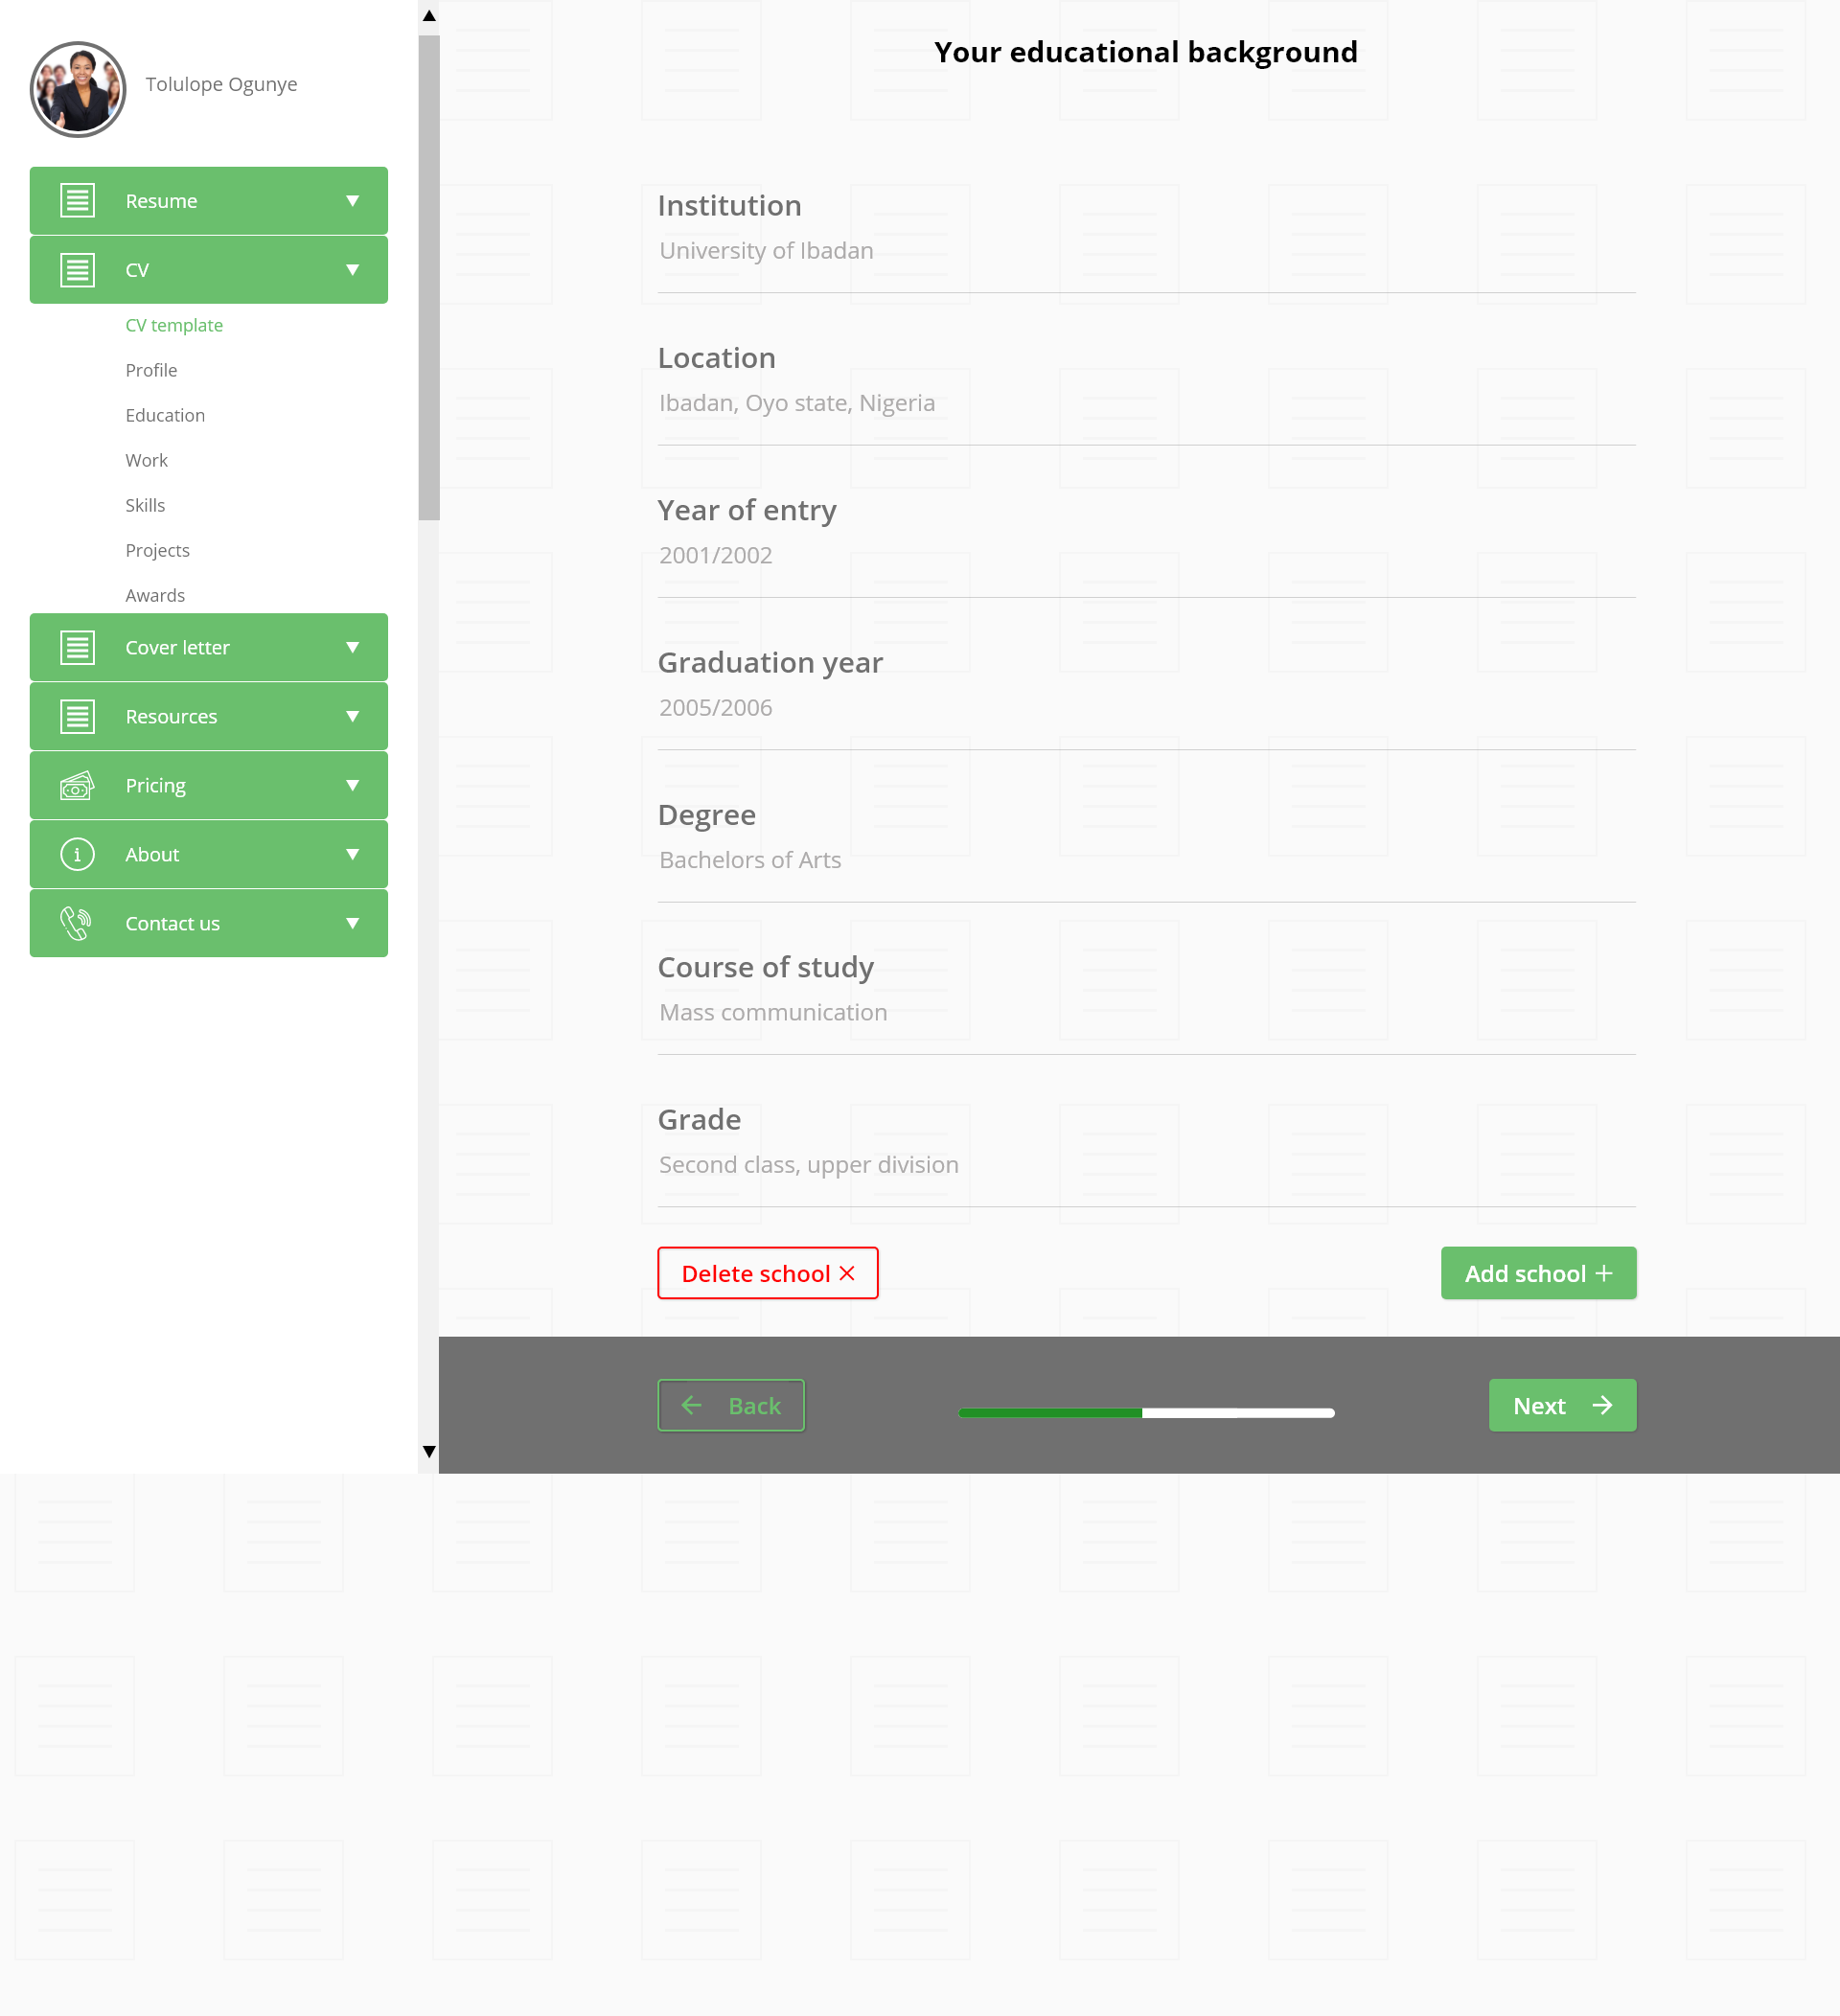 Tolulope Ogunye
Resume
CV
CV template
Profile
Education
Work
Skills
Projects
Awards
Cover letter
Resources
Pricing
About
Contact us
Your educational background
Institution
University of Ibadan
Location
Ibadan, Oyo state, Nigeria
Year of entry
2001/2002
Graduation year
2005/2006
Degree
Bachelors of Arts
Course of study
Mass communication
Grade
Second class, upper division
Delete school
Add school
Back
Next